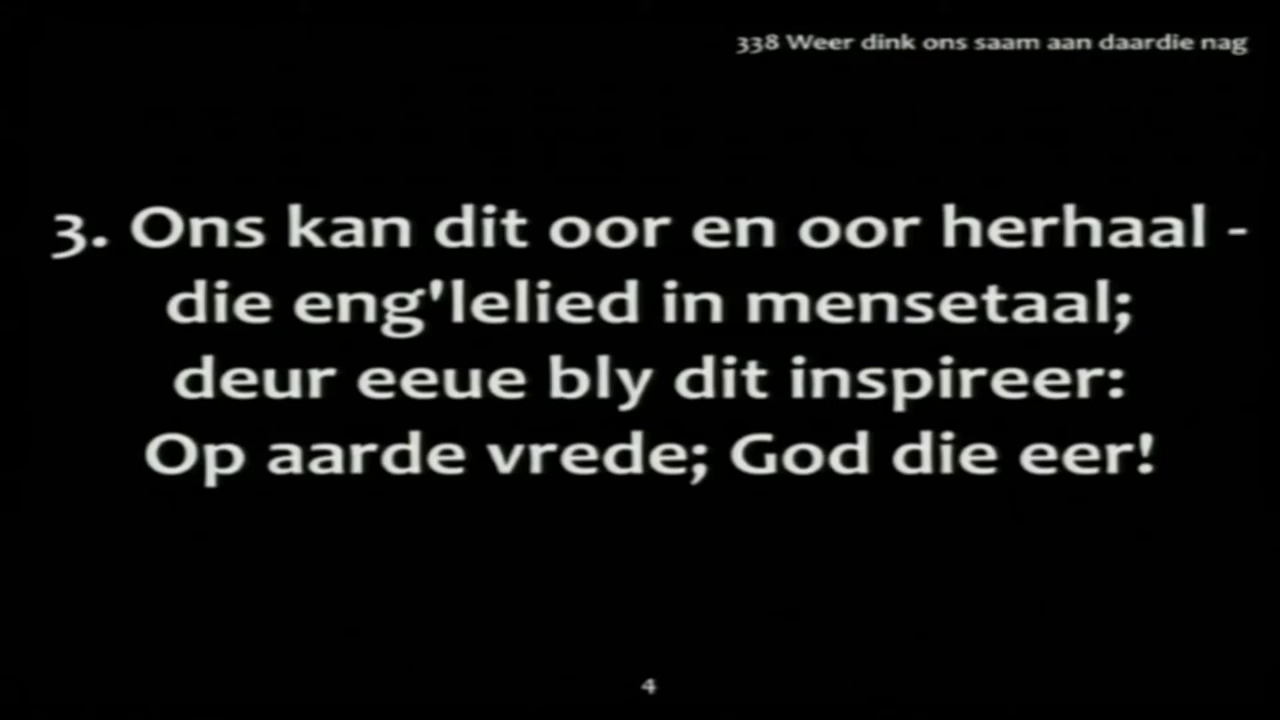 338 Weer dink ons saam aan daardie nag
3. Ons kan dit oor en oor herhaal -
die eng'lelied in mensetaal;
deur eeue bly dit inspireer:
Op aarde vrede; God die eer!
4